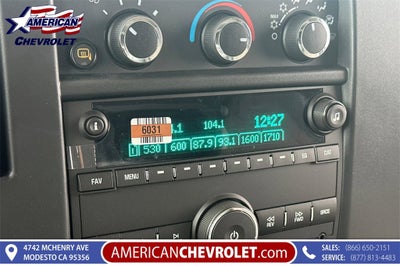 AMERICAN
CHEVROLET
6031
104.1
12:27
1 530 600 87.9 93.1 1600 1710
FAV MENU CAT
REV FWD
4742 MCHENRY AVE
MODESTO CA 95356
AMERICANCHEVROLET.com
SALES: (866) 650-2151
SERVICE: (877) 813-4483